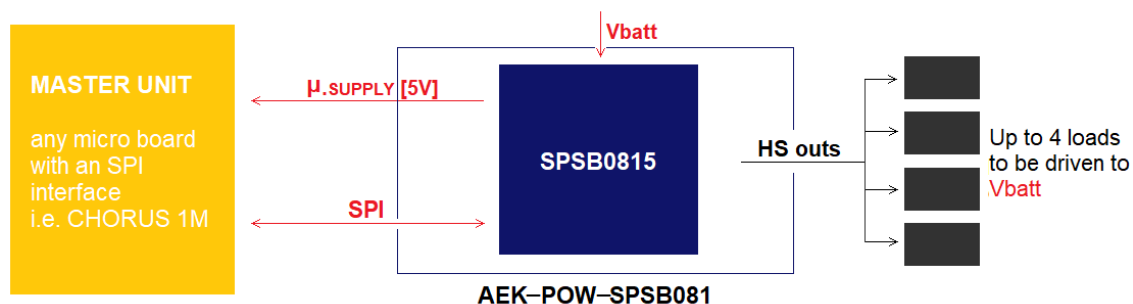 Vbatt
MASTER UNIT
any micro board
with an SPI
interface
i.e. CHORUS 1M
µ.SUPPLY [5V]
SPI
SPSB0815
HS outs
Up to 4 loads
to be driven to
Vbatt
AEK–POW–SPSB081